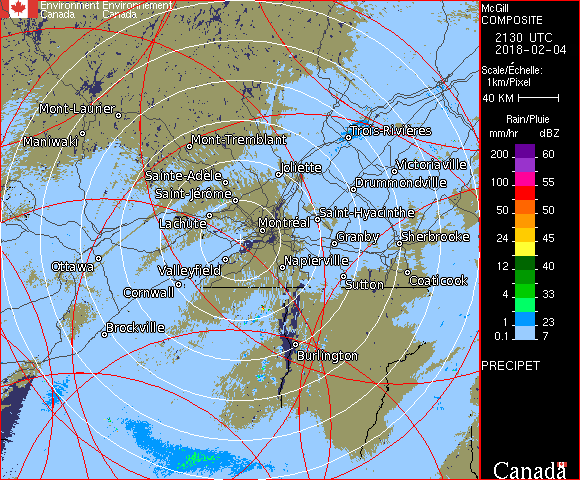 Environment Environnement
Canada Canada
McGill
COMPOSITE
2130 UTC
2018-02-04
Scale/Échelle:
1km/Pixel
40 KM
Rain/Pluie
mm/hr dBZ
200 60
100 55
50 50
24 45
12 40
4 33
1 23
0.1 7
PRECIPET
Canada
Mont-Laurier
Maniwaki
Mont-Tremblant
Trois-Rivières
Victoriaville
Joliette
Sainte-Adèle
Drummondville
Saint-Jérôme
Lachute
Montréal
Saint-Hyacinthe
Granby
Sherbrooke
Ottawa
Valleyfield
Napierville
Cornwall
Sutton
Coaticook
Brockville
Burlington